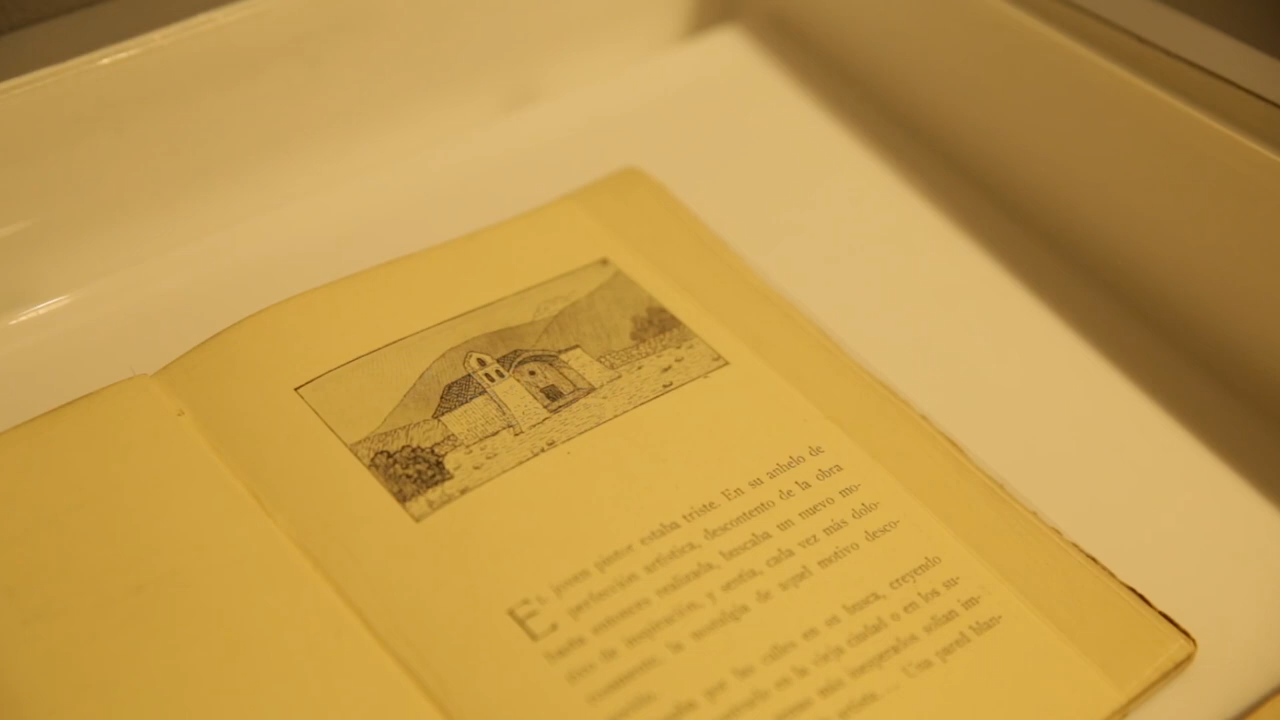 EL joven pintor estaba triste. En su anhelo de
perfección artística, descontento de la obra
hasta entonces realizada, buscaba un nuevo mo-
tivo de inspiración, y sentía, cada vez más dolo-
rosamente, la nostalgia de aquel motivo desco-
por las calles en su busca, creyendo
en la vieja ciudad o en los su-
más inesperados solían im-
artista... Una pared blan-